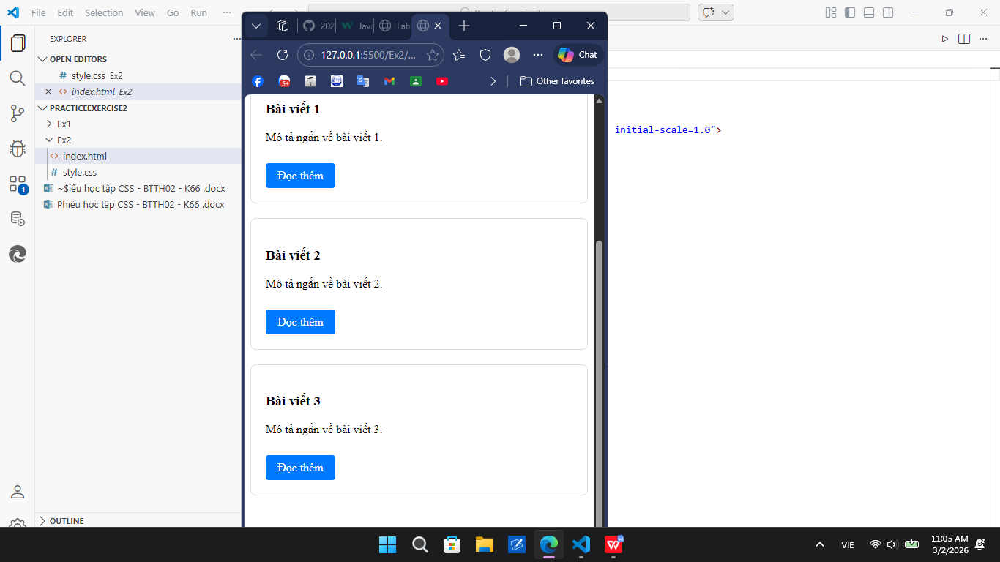 File Edit Selection View Go Run ···
EXPLORER
OPEN EDITORS
# style.css Ex2
index.html Ex2
PRACTICEEXERCISE2
Ex1
Ex2
index.html
# style.css
~$iếu học tập CSS - BTTH02 - K66 .docx
Phiếu học tập CSS - BTTH02 - K66 .docx
OUTLINE
1
202 Java Lab
127.0.0.1:5500/Ex2/...
Chat
Other favorites
Bài viết 1
Mô tả ngắn về bài viết 1.
Đọc thêm
Bài viết 2
Mô tả ngắn về bài viết 2.
Đọc thêm
Bài viết 3
Mô tả ngắn về bài viết 3.
Đọc thêm
initial-scale=1.0">
VIE
11:05 AM
3/2/2026